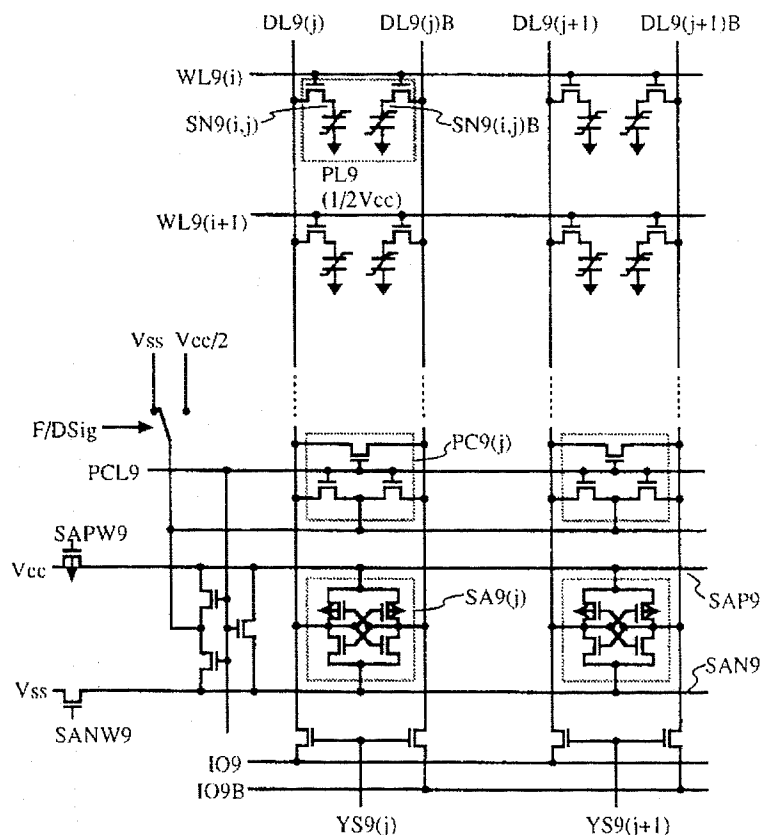 DL9(j) DL9(j)B DL9(j+1) DL9(j+1)B
WL9(i)
SN9(i,j) SN9(i,j)B
PL9
(1/2Vcc)
WL9(i+1)
Vss Vcc/2
F/DSig
PC9(j)
PCL9
SAPW9
Vcc
SA9(j)
SAP9
Vss
SAN9
SANW9
IO9
IO9B
YS9(j) YS9(j+1)